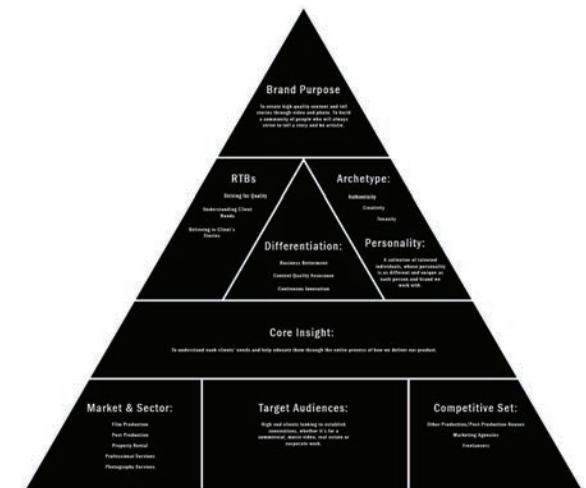 Brand Purpose
To create high quality content and tell
stories through video and photo. To build
a community of people who will always
strive to tell a story and be artistic.
RTBs
Striving for Quality
Understanding Client
Needs
Believing in Client's
Stories
Archetype:
Authenticity
Creativity
Tenacity
Differentiation:
Business Betterment
Content Quality Assurance
Continuous Innovation
Personality:
A collective of talented
individuals, whose personality
is as different and unique as
each person and brand we
work with.
Core Insight:
To understand each clients' needs and help educate them through the entire process of how we deliver our product.
Market & Sector:
Film Production
Post Production
Property Rental
Professional Services
Photography Services
Target Audiences:
High end clients looking to establish
connections, whether it's for a
commercial, music video, real estate or
corporate work.
Competitive Set:
Other Production/Post-Production Houses
Marketing Agencies
Freelancers